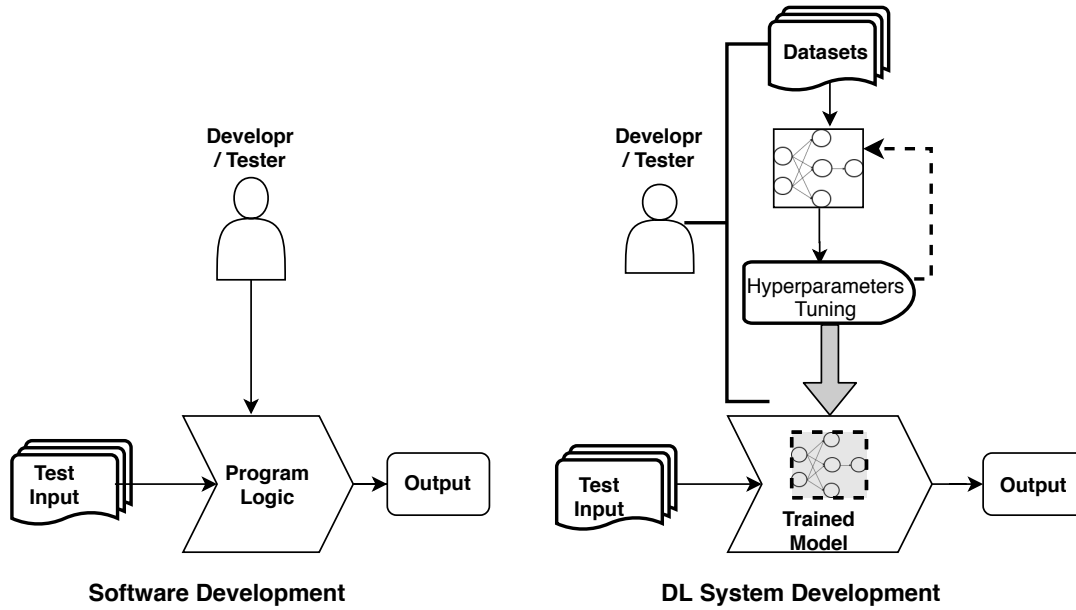 Developr
/ Tester
Test
Input
Program
Logic
Output
Software Development
Datasets
Developr
/ Tester
Hyperparameters
Tuning
Test
Input
Trained
Model
Output
DL System Development